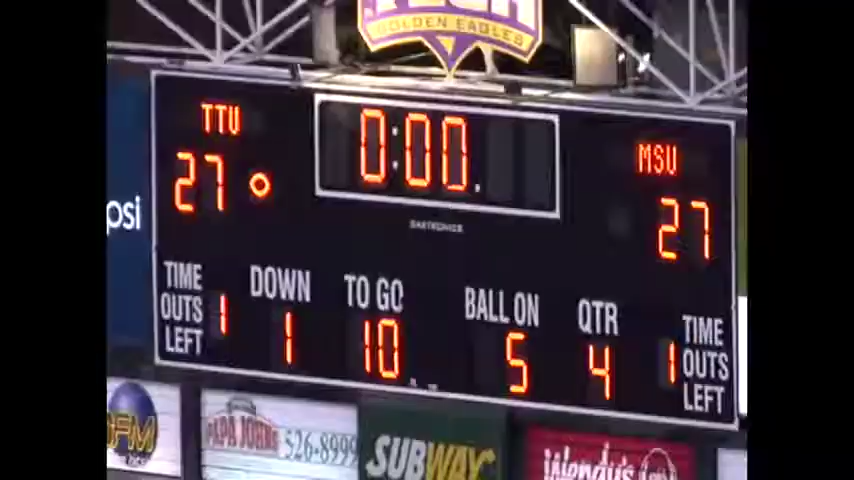 GOLDEN EAGLES
TTU
0:00
MSU
27
27
DAKTRONICS
TIME OUTS LEFT
1
DOWN
1
TO GO
10
BALL ON
5
QTR
4
1
TIME OUTS LEFT
psi
FM
PAPA JOHNS
526-8999
SUBWAY
Wendy's